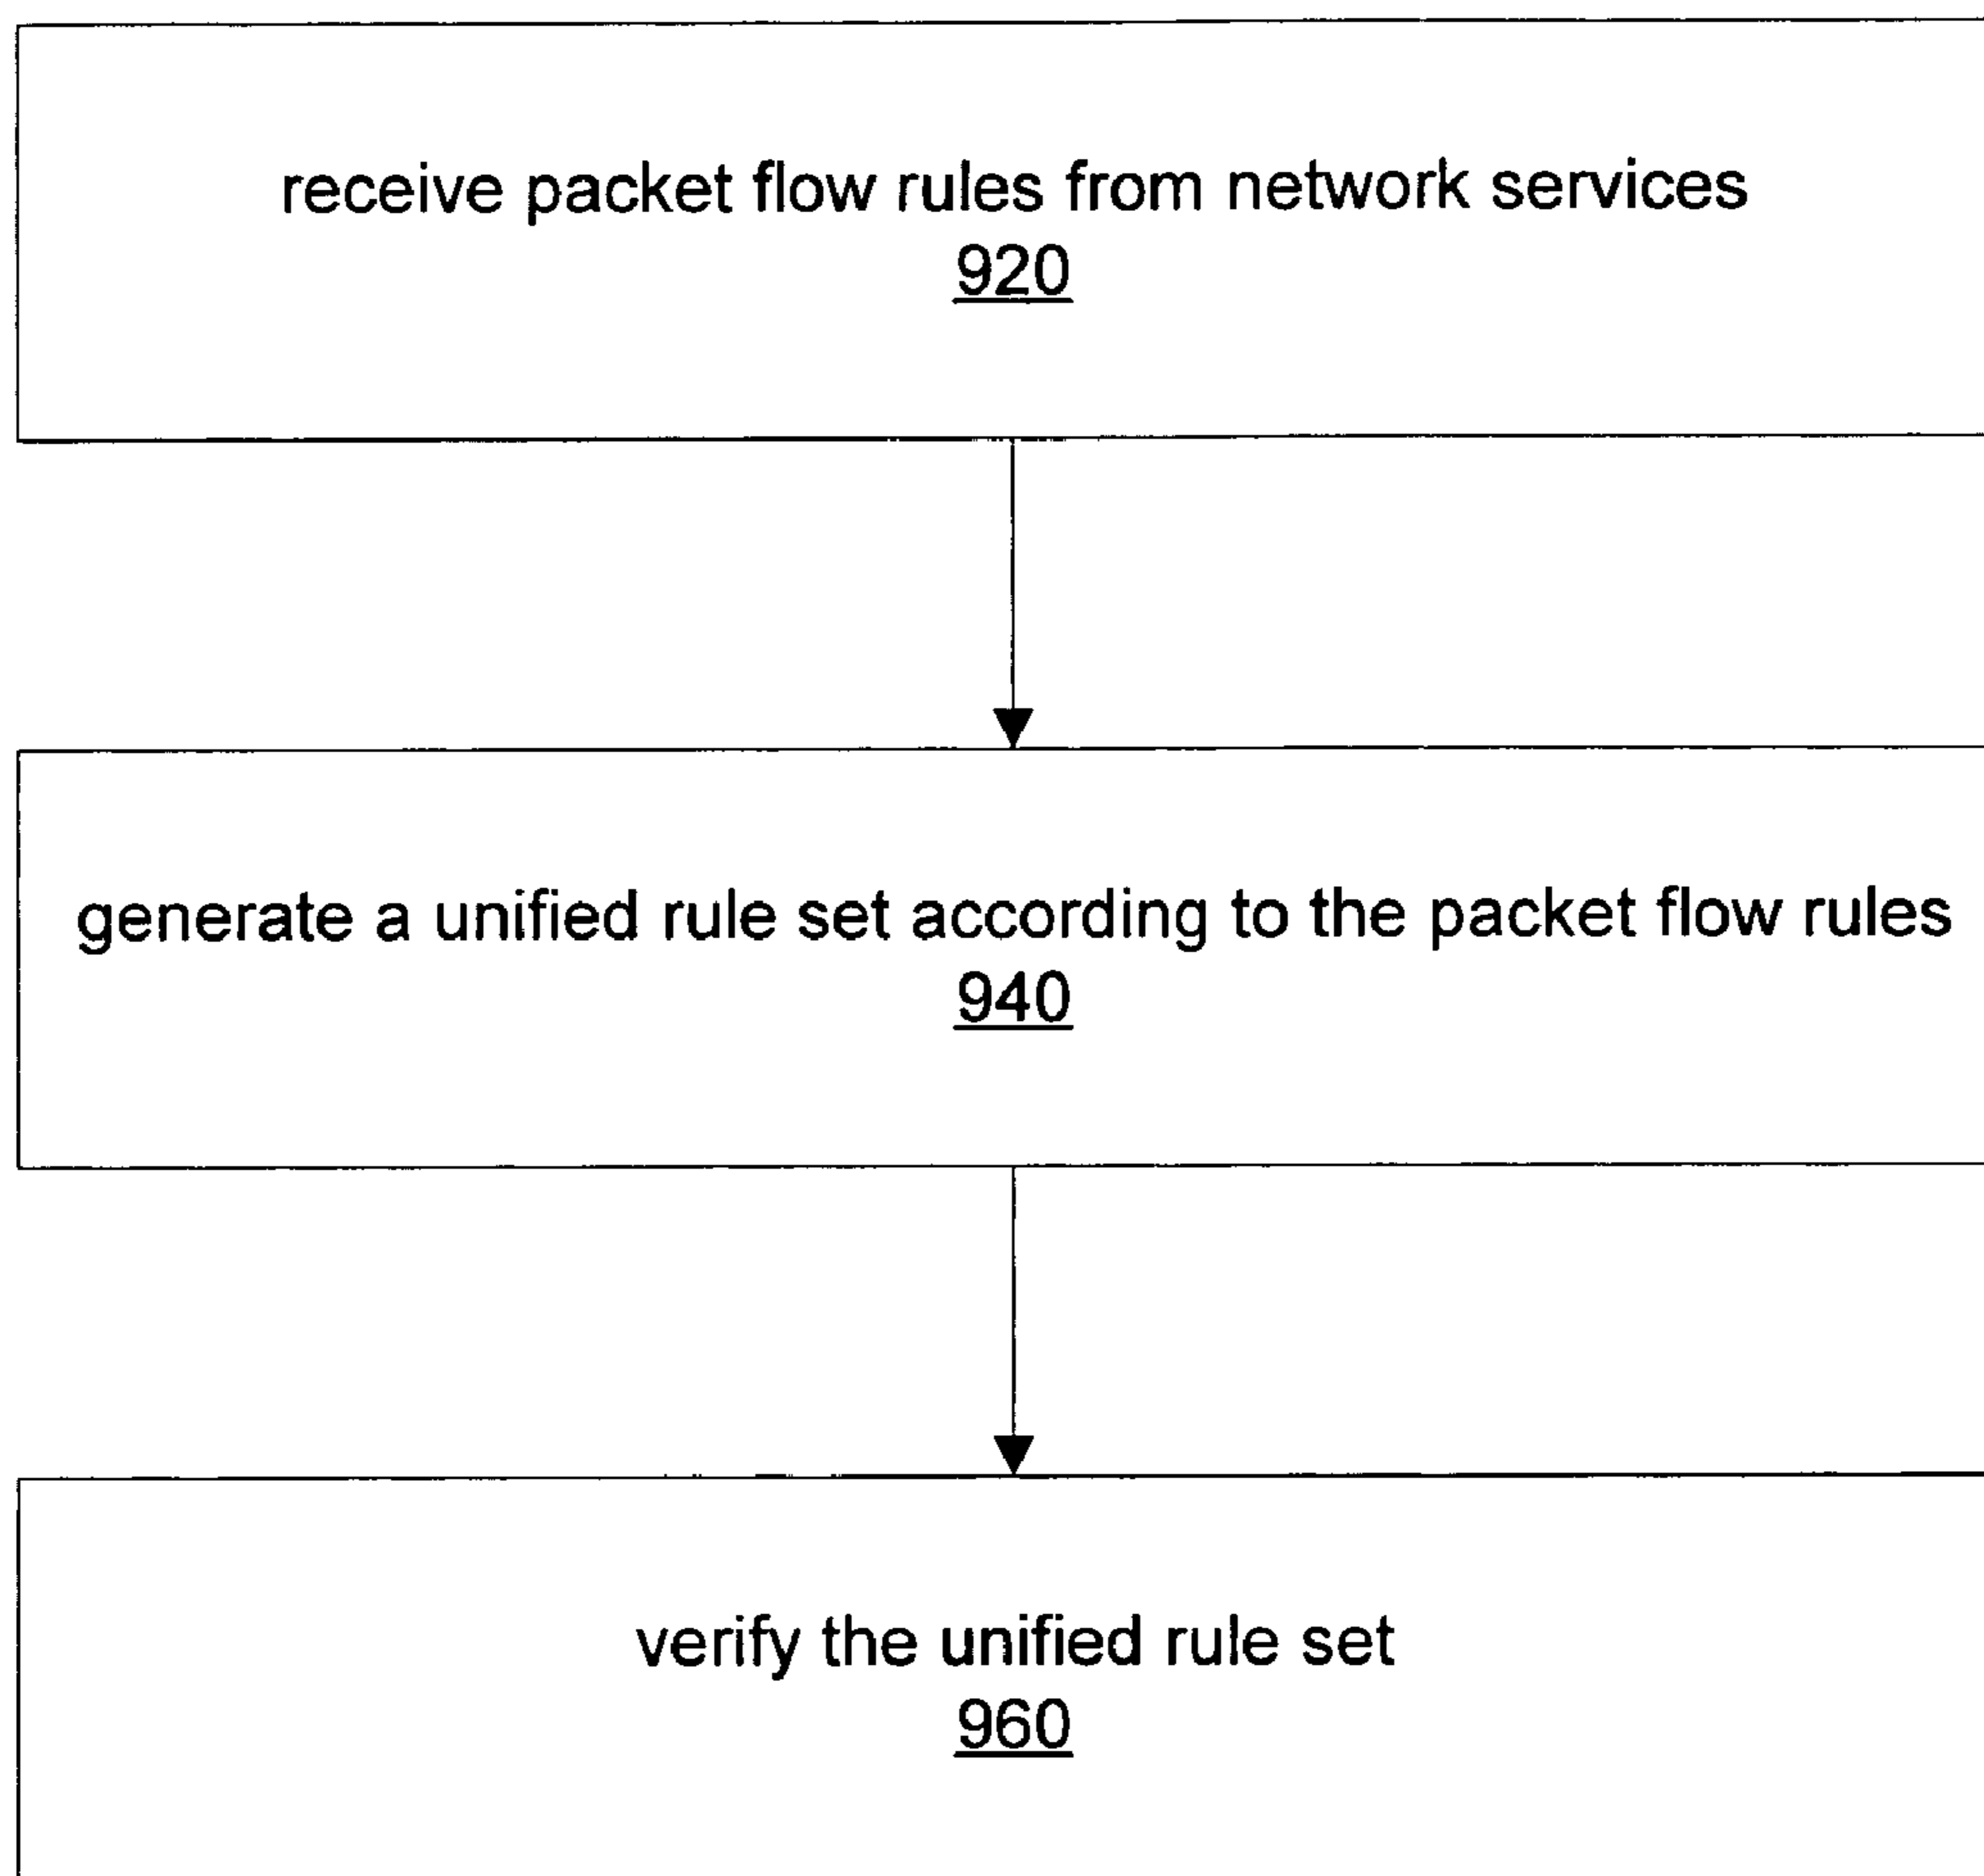 receive packet flow rules from network services
920
generate a unified rule set according to the packet flow rules
940
verify the unified rule set
960